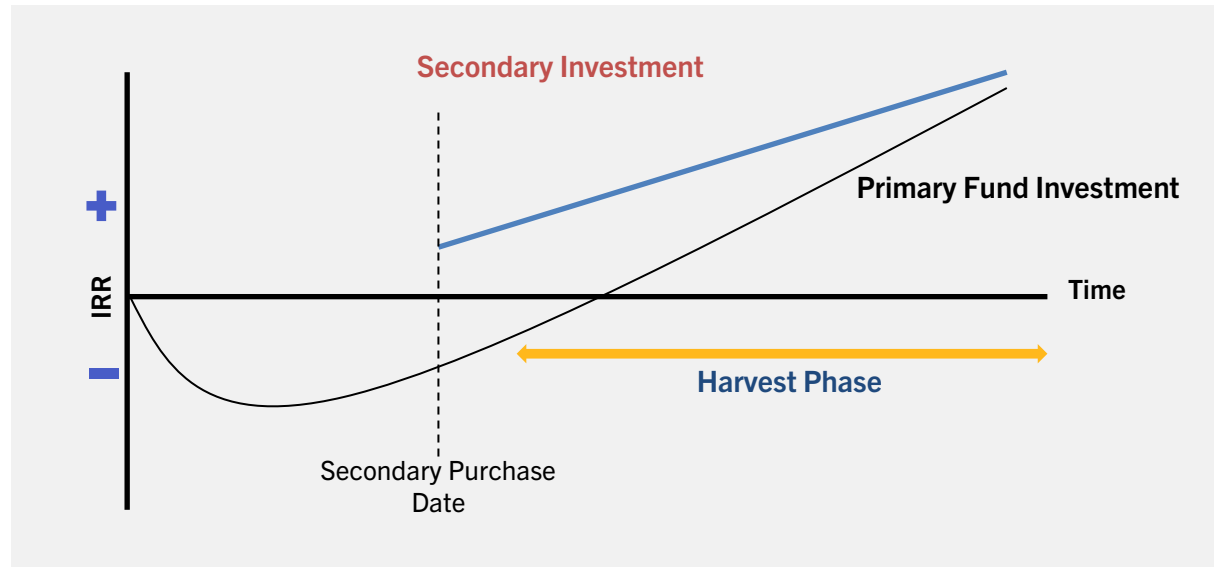 Secondary Investment
Primary Fund Investment
+
IRR
Time
−
Harvest Phase
Secondary Purchase
Date